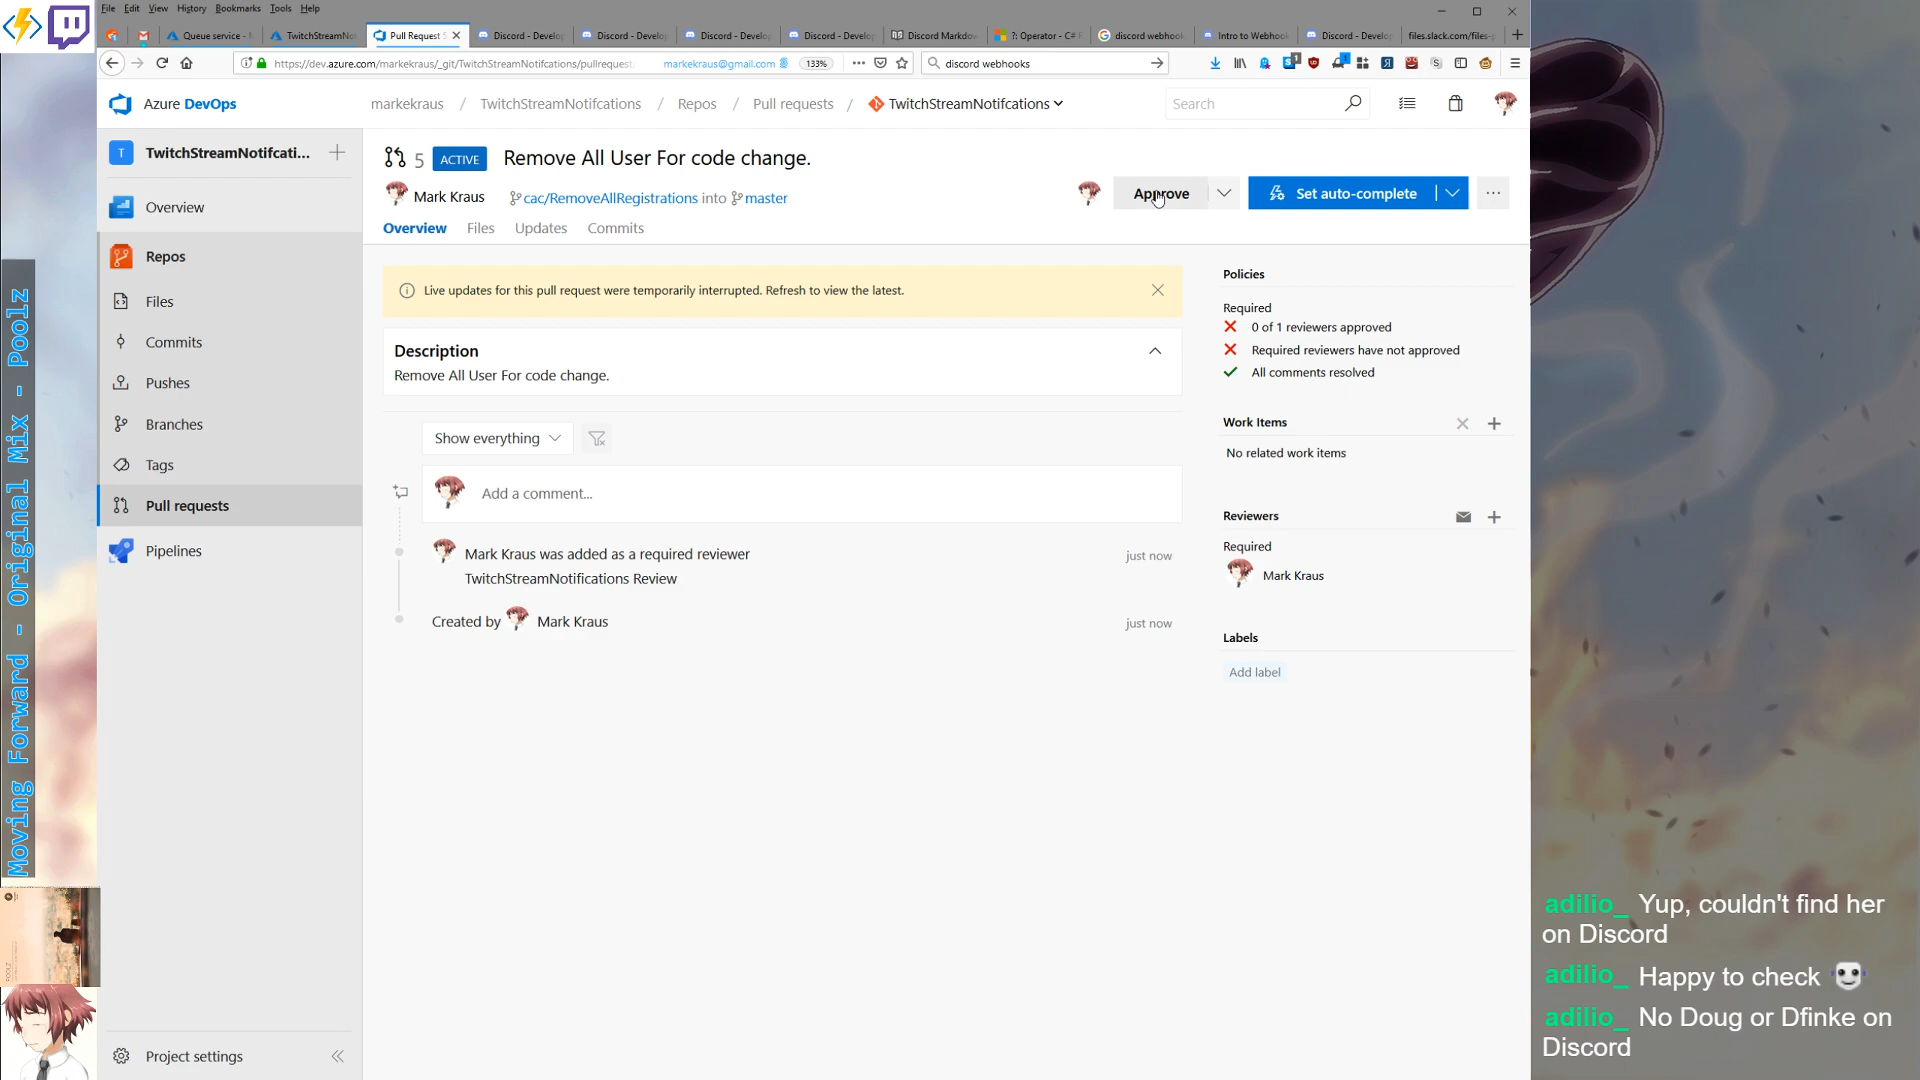 File Edit View History Bookmarks Tools Help
Queue service - M
TwitchStreamNot
Pull Request 5
Discord - Develop
Discord - Develop
Discord - Develop
Discord - Develop
Discord Markdow
?: Operator - C# R
discord webhook
Intro to Webhook
Discord - Develop
files.slack.com/files-p
https://dev.azure.com/markekraus/_git/TwitchStreamNotifcations/pullrequest
markekraus@gmail.com
133%
discord webhooks
Azure DevOps
markekraus / TwitchStreamNotifcations / Repos / Pull requests / TwitchStreamNotifcations
Search
T
TwitchStreamNotifcati...
Overview
Repos
Files
Commits
Pushes
Branches
Tags
Pull requests
Pipelines
Project settings
5 ACTIVE Remove All User For code change.
Mark Kraus cac/RemoveAllRegistrations into master
Approve
Set auto-complete
Overview Files Updates Commits
Live updates for this pull request were temporarily interrupted. Refresh to view the latest.
Description
Remove All User For code change.
Show everything
Add a comment...
Mark Kraus was added as a required reviewer
just now
TwitchStreamNotifications Review
Created by Mark Kraus
just now
Policies
Required
0 of 1 reviewers approved
Required reviewers have not approved
All comments resolved
Work Items
No related work items
Reviewers
Required
Mark Kraus
Labels
Add label
Moving Forward - Original Mix - Poolz
POOLZ
adilio_ Yup, couldn't find her
on Discord
adilio_ Happy to check
adilio_ No Doug or Dfinke on
Discord